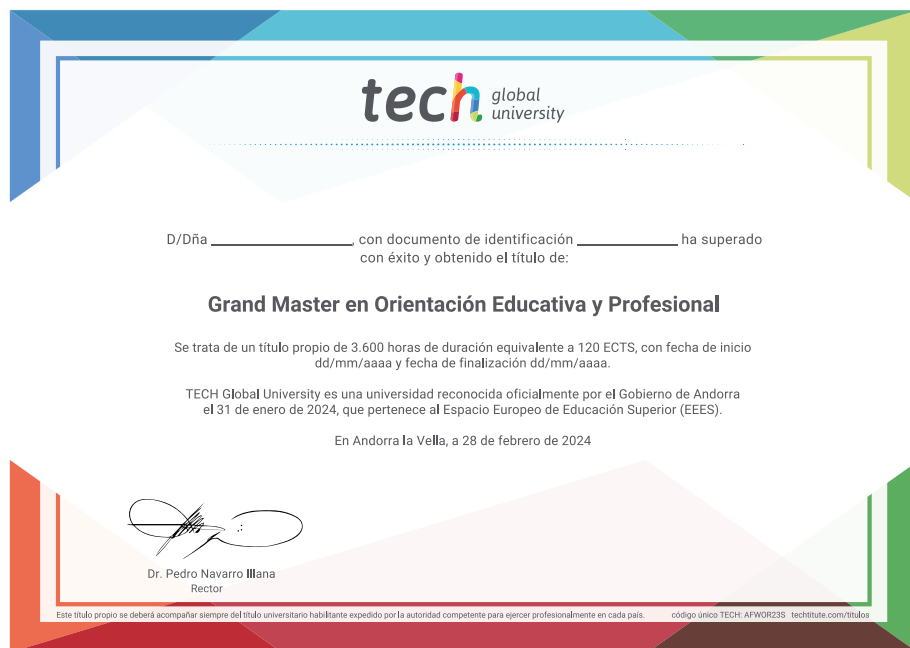 tech global university
D/Dña ____________________, con documento de identificación ______________ ha superado
con éxito y obtenido el título de:
Grand Master en Orientación Educativa y Profesional
Se trata de un título propio de 3.600 horas de duración equivalente a 120 ECTS, con fecha de inicio
dd/mm/aaaa y fecha de finalización dd/mm/aaaa.
TECH Global University es una universidad reconocida oficialmente por el Gobierno de Andorra
el 31 de enero de 2024, que pertenece al Espacio Europeo de Educación Superior (EEES).
En Andorra la Vella, a 28 de febrero de 2024
Dr. Pedro Navarro Illana
Rector
Este título propio se deberá acompañar siempre del título universitario habilitante expedido por la autoridad competente para ejercer profesionalmente en cada país. código único TECH: AFWOR23S techtitute.com/titulos